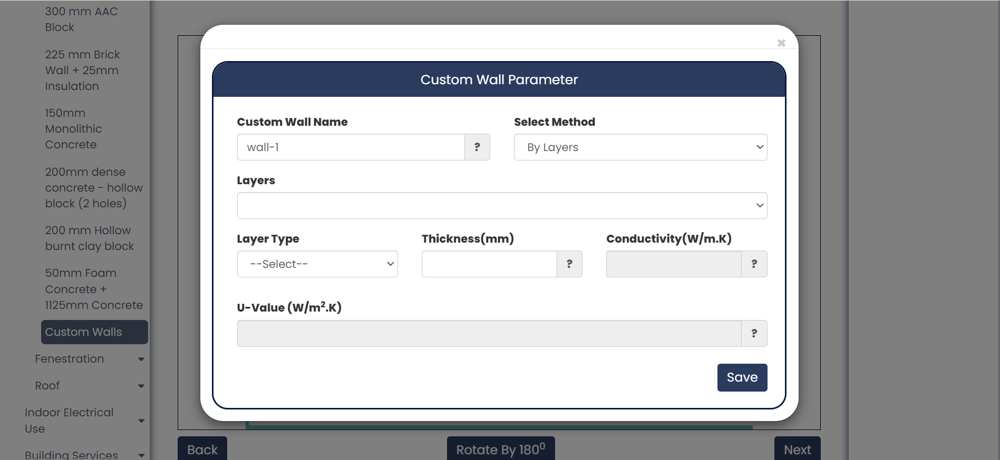 300 mm AAC
Block
225 mm Brick
Wall + 25mm
Insulation
150mm
Monolithic
Concrete
200mm dense
concrete - hollow
block (2 holes)
200 mm Hollow
burnt clay block
50mm Foam
Concrete +
1125mm Concrete
Custom Walls
Fenestration
Roof
Indoor Electrical
Use
Building Services
×
Custom Wall Parameter
Custom Wall Name
Select Method
wall-1 ?
By Layers
Layers
Layer Type
Thickness(mm)
Conductivity(W/m.K)
--Select--
?
?
U-Value (W/m².K)
?
Save
Back
Rotate By 180⁰
Next